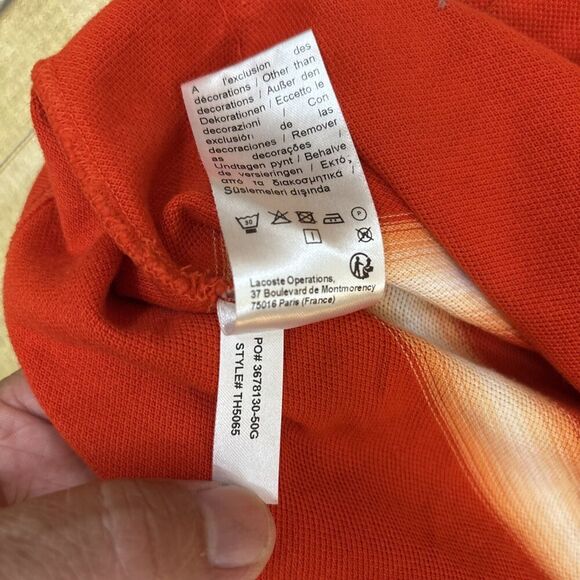 A l'exclusion des
décorations / Other than
decorations / Außer den
Dekorationen / Eccetto le
decorazioni / Con
exclusión de las
decoraciones / Remover
as decorações /
Undtagen pynt / Behalve
de versieringen / Εκτός
από τα διακοσμητικά /
Süslemeleri dışında
30 P
Lacoste Operations,
37 Boulevard de Montmorency
75016 Paris (France)
PO# 3678130-50G
STYLE# TH5065